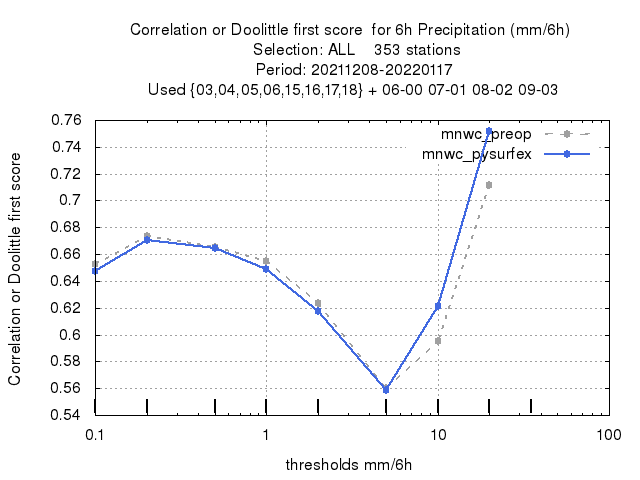 Correlation or Doolittle first score  for 6h Precipitation (mm/6h)
Selection: ALL    353 stations
Period: 20211208-20220117
Used {03,04,05,06,15,16,17,18} + 06-00 07-01 08-02 09-03
mnwc_preop
mnwc_pysurfex
Correlation or Doolittle first score
0.76
0.74
0.72
0.7
0.68
0.66
0.64
0.62
0.6
0.58
0.56
0.54
0.1
1
10
100
thresholds mm/6h